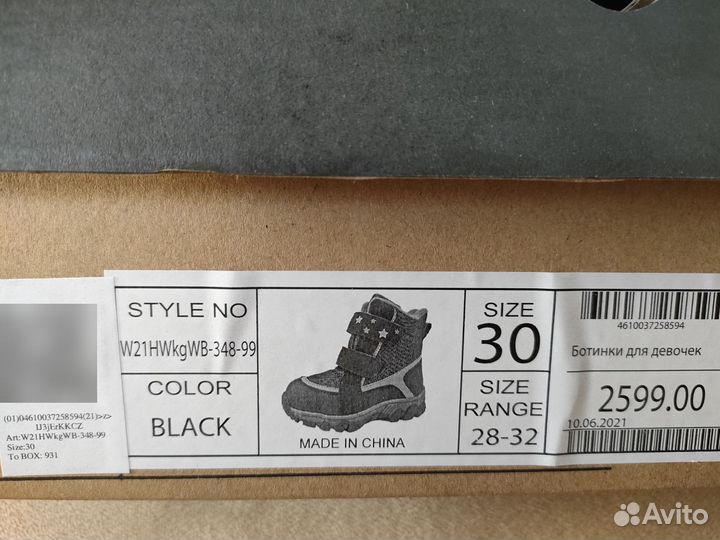 (01)04610037258594(21)>z>
IJ3jErKKCZ
Art:W21HWkgWB-348-99
Size:30
To BOX: 931
STYLE NO
W21HWkgWB-348-99
COLOR
BLACK
MADE IN CHINA
SIZE
30
SIZE
RANGE
28-32
4610037258594
Ботинки для девочек
2599.00
10.06.2021
Avito